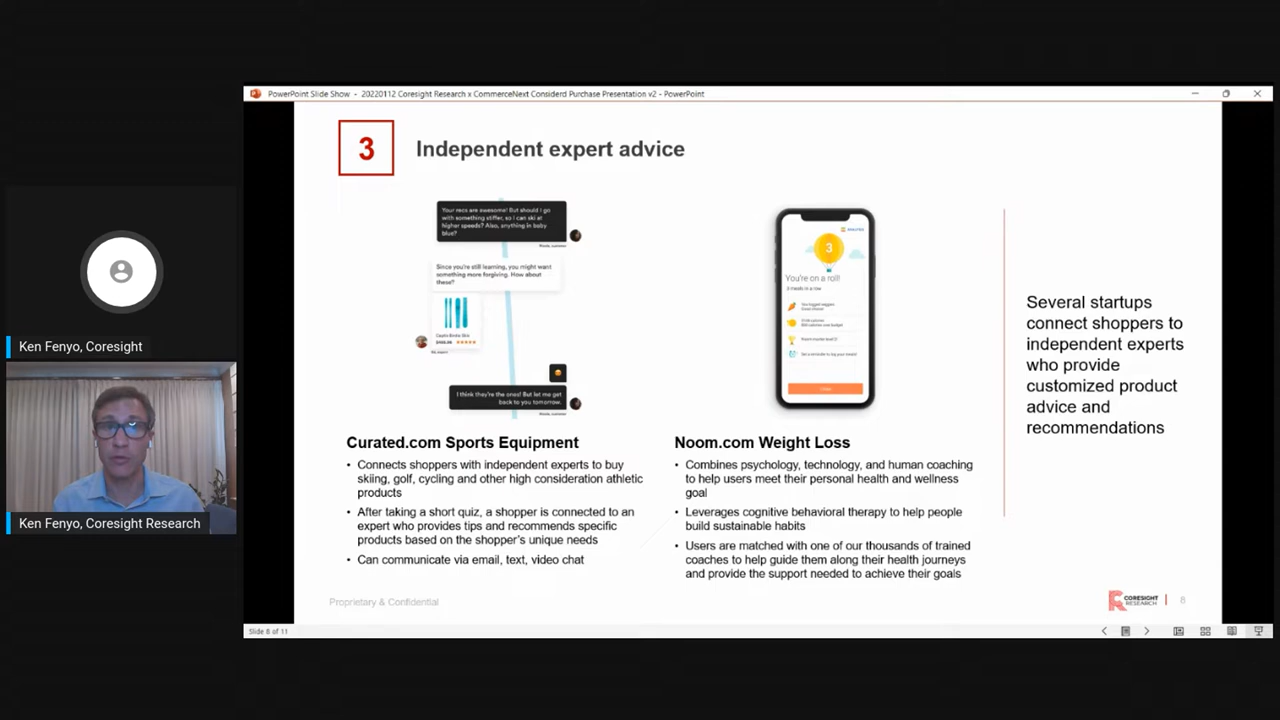 PowerPoint Slide Show - 20220112 Coresight Research x CommerceNext Considerd Purchase Presentation v2 - PowerPoint
3
Independent expert advice
Your recs are awesome! But should I go
with something stiffer, so I can ski at
higher speeds? Also, anything in baby
blue?
Since you're still learning, you might want
something more forgiving. How about
these?
I think they're the ones! But let me get
back to you tomorrow.
3
You're on a roll!
3 meals in a row
Curated.com Sports Equipment
• Connects shoppers with independent experts to buy
skiing, golf, cycling and other high consideration athletic
products
• After taking a short quiz, a shopper is connected to an
expert who provides tips and recommends specific
products based on the shopper's unique needs
• Can communicate via email, text, video chat
Noom.com Weight Loss
• Combines psychology, technology, and human coaching
to help users meet their personal health and wellness
goal
• Leverages cognitive behavioral therapy to help people
build sustainable habits
• Users are matched with one of our thousands of trained
coaches to help guide them along their health journeys
and provide the support needed to achieve their goals
Several startups
connect shoppers to
independent experts
who provide
customized product
advice and
recommendations
Proprietary & Confidential
CORESIGHT
RESEARCH
8
Slide 8 of 11
Ken Fenyo, Coresight
Ken Fenyo, Coresight Research